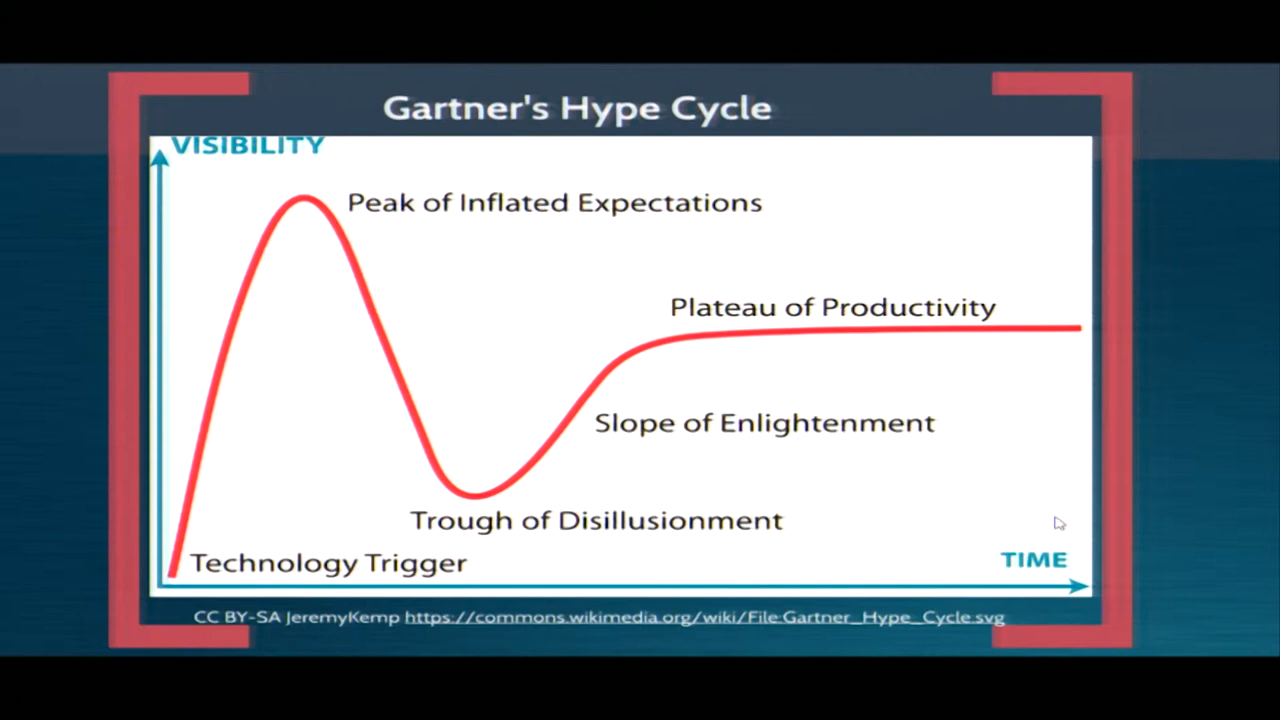 Gartner's Hype Cycle
VISIBILITY
Peak of Inflated Expectations
Plateau of Productivity
Slope of Enlightenment
Trough of Disillusionment
Technology Trigger
TIME
CC BY-SA JeremyKemp https://commons.wikimedia.org/wiki/File:Gartner_Hype_Cycle.svg